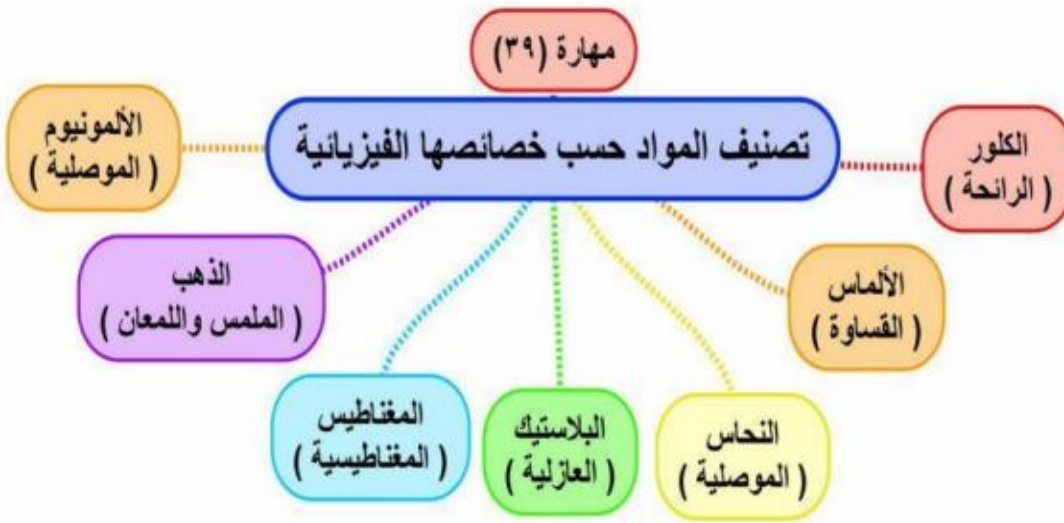 مهارة (٣٩)
تصنيف المواد حسب خصائصها الفيزيائية
الكلور
( الرائحة )
الألماس
( القساوة )
النحاس
( الموصلية )
البلاستيك
( العازلية )
المغناطيس
( المغناطيسية )
الذهب
( الملمس واللمعان )
الألمونيوم
( الموصلية )